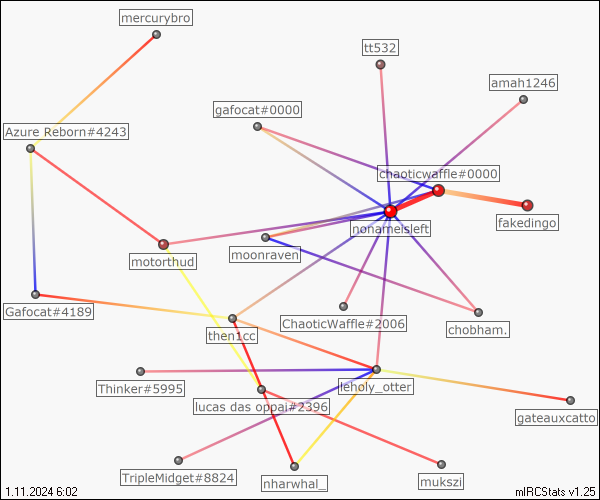 mercurybro
tt532
amah1246
gafocat#0000
Azure Reborn#4243
chaoticwaffle#0000
fakedingo
nonameisleft
moonraven
motorthud
Gafocat#4189
ChaoticWaffle#2006
chobham.
then1cc
leholy_otter
Thinker#5995
lucas das oppai#2396
gateauxcatto
TripleMidget#8824
nharwhal_
mukszi
1.11.2024 6:02
mIRCStats v1.25